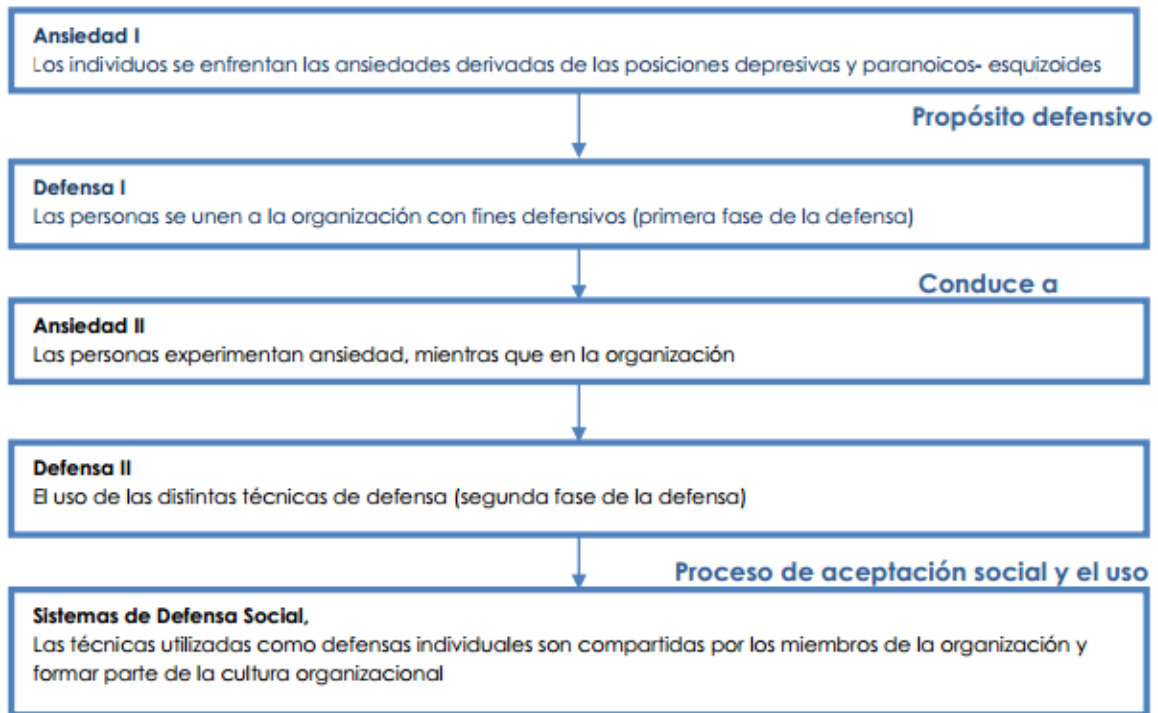 Ansiedad I
Los individuos se enfrentan las ansiedades derivadas de las posiciones depresivas y paranoicos- esquizoides
Propósito defensivo
Defensa I
Las personas se unen a la organización con fines defensivos (primera fase de la defensa)
Conduce a
Ansiedad II
Las personas experimentan ansiedad, mientras que en la organización
Defensa II
El uso de las distintas técnicas de defensa (segunda fase de la defensa)
Proceso de aceptación social y el uso
Sistemas de Defensa Social,
Las técnicas utilizadas como defensas individuales son compartidas por los miembros de la organización y
formar parte de la cultura organizacional